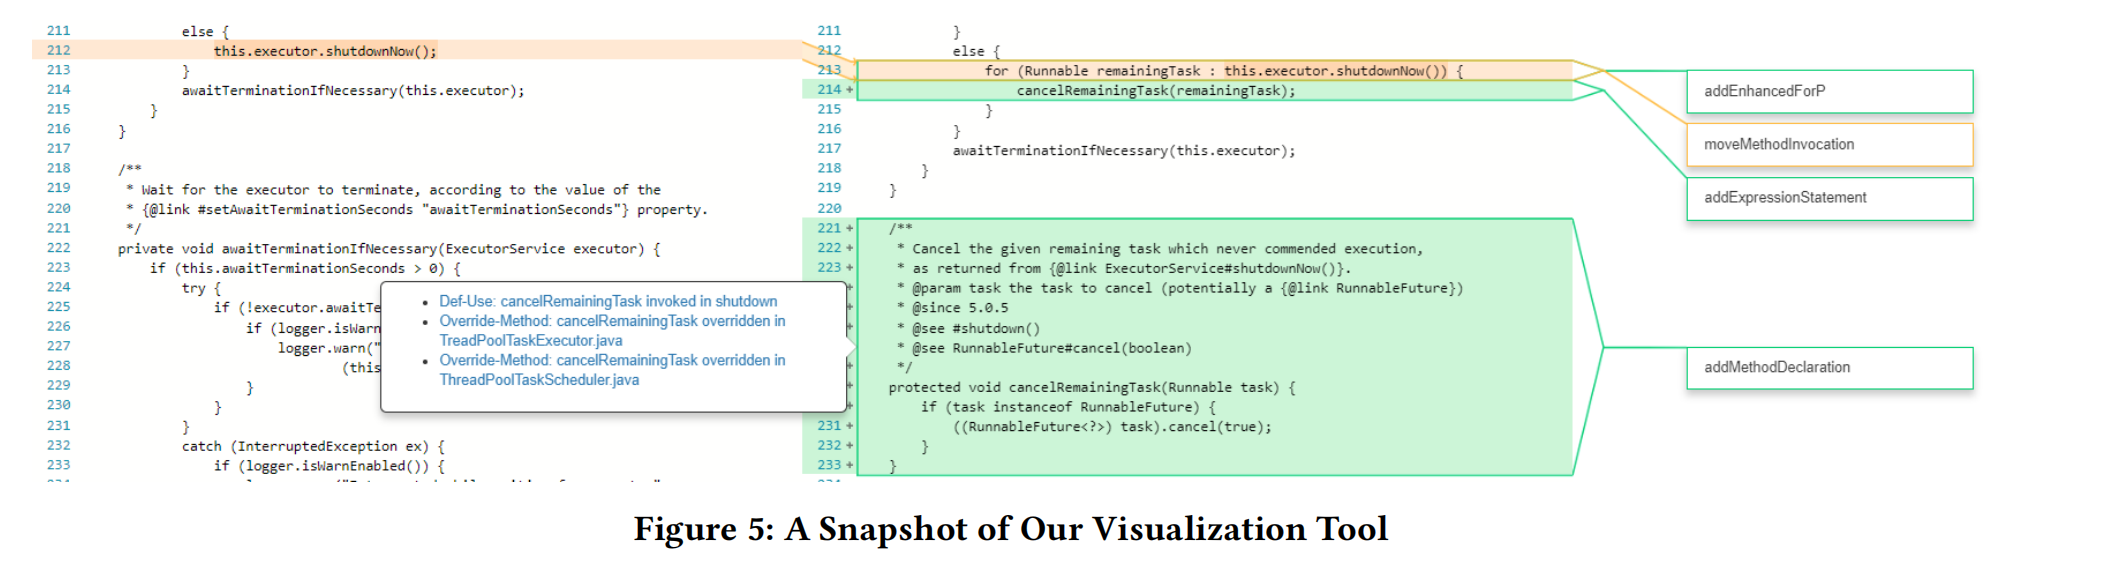 211 else {
212 this.executor.shutdownNow();
213 }
214 awaitTerminationIfNecessary(this.executor);
215 }
216 }
217
218 /**
219 * Wait for the executor to terminate, according to the value of the
220 * {@link #setAwaitTerminationSeconds "awaitTerminationSeconds"} property.
221 */
222 private void awaitTerminationIfNecessary(ExecutorService executor) {
223 if (this.awaitTerminationSeconds > 0) {
224 try {
225 if (!executor.awaitTe
226 if (logger.isWarn
227 logger.warn("
228 (this
229 }
230 }
231 }
232 catch (InterruptedException ex) {
233 if (logger.isWarnEnabled()) {
• Def-Use: cancelRemainingTask invoked in shutdown
• Override-Method: cancelRemainingTask overridden in
TreadPoolTaskExecutor.java
• Override-Method: cancelRemainingTask overridden in
ThreadPoolTaskScheduler.java
211 }
212 else {
213 for (Runnable remainingTask : this.executor.shutdownNow()) {
214 + cancelRemainingTask(remainingTask);
215 }
216 }
217 awaitTerminationIfNecessary(this.executor);
218 }
219 }
220
221 + /**
222 + * Cancel the given remaining task which never commended execution,
223 + * as returned from {@link ExecutorService#shutdownNow()}.
+ * @param task the task to cancel (potentially a {@link RunnableFuture})
+ * @since 5.0.5
+ * @see #shutdown()
* @see RunnableFuture#cancel(boolean)
+ */
+ protected void cancelRemainingTask(Runnable task) {
+ if (task instanceof RunnableFuture) {
231 + ((RunnableFuture<?>) task).cancel(true);
232 + }
233 + }
addEnhancedForP
moveMethodInvocation
addExpressionStatement
addMethodDeclaration
Figure 5: A Snapshot of Our Visualization Tool